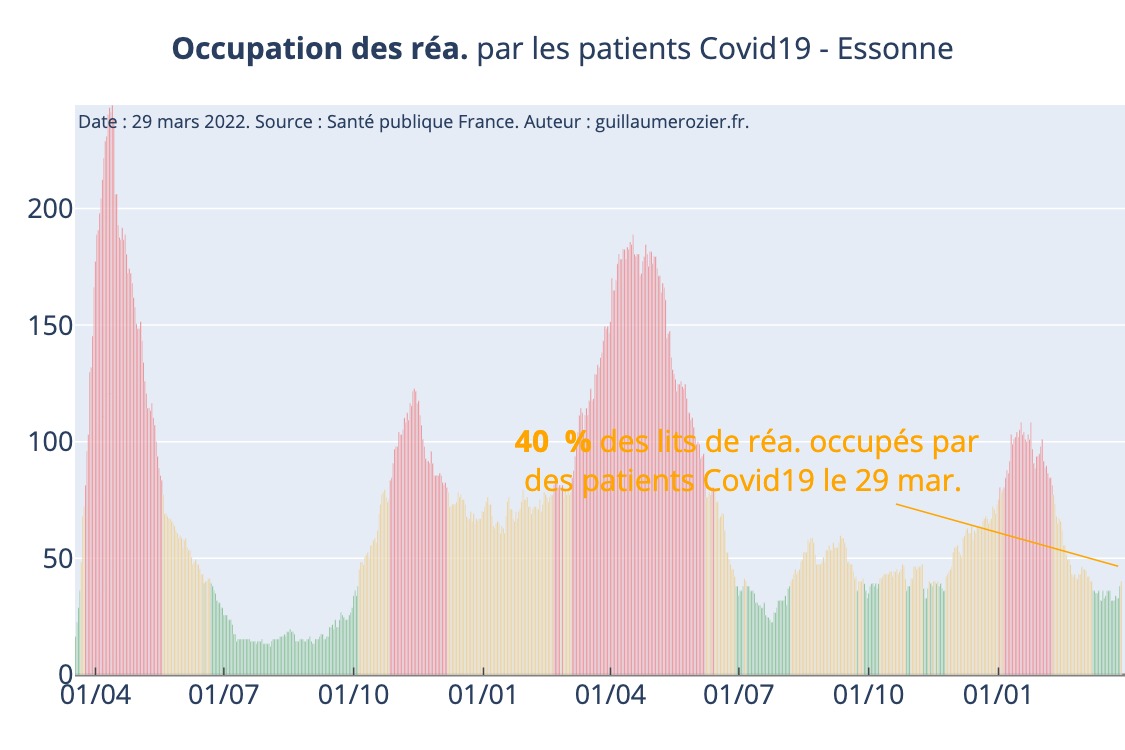 Occupation des réa. par les patients Covid19 - Essonne
Date : 29 mars 2022. Source : Santé publique France. Auteur : guillaumerozier.fr.
200
150
100
50
0
40 % des lits de réa. occupés par
des patients Covid19 le 29 mar.
01/04 01/07 01/10 01/01 01/04 01/07 01/10 01/01